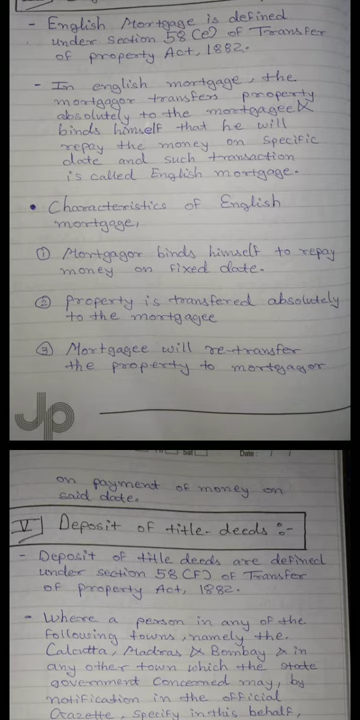 - English Mortgage is defined
under section 58(e) of Transfer
of property Act, 1882.
- In english mortgage, the
mortgagor transfers property
absolutely to the mortgagee &
binds himself that he will
repay the money on specific
date and such transaction
is called English mortgage.
• Characteristics of English
mortgage,
① Mortgagor binds himself to repay
money on fixed date.
② Property is transfered absolutely
to the mortgagee
③ Mortgagee will re-transfer
the property to mortgagor
Jp
Sat
Date : / /
on payment of money on
said date.
V Deposit of title-deeds :-
- Deposit of title deeds are defined
under section 58(F) of Transfer
of property Act, 1882.
- Where a person in any of the
following towns, namely the
Calcutta, Madras & Bombay & in
any other town which the state
government concerned may, by
notification in the official
Gazette, specify in this behalf,